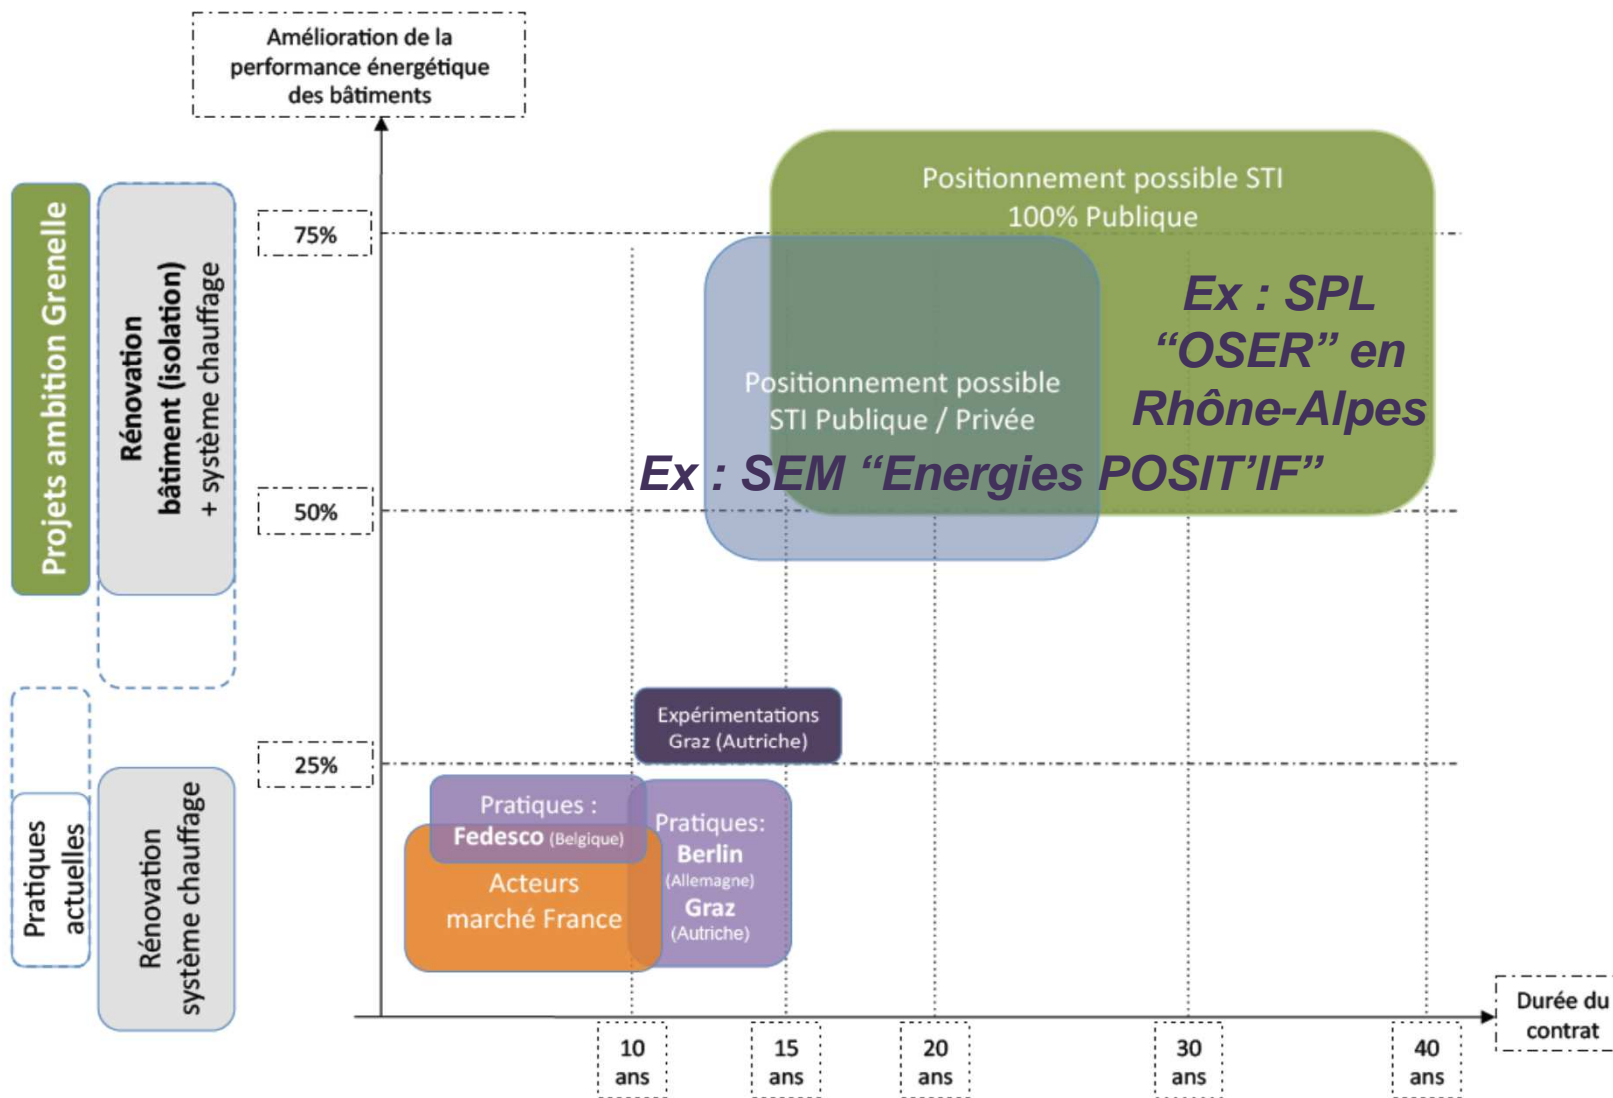 Amélioration de la
performance énergétique
des bâtiments
Projets ambition Grenelle
Rénovation
bâtiment (isolation)
+ système chauffage
Pratiques
actuelles
Rénovation
système chauffage
75%
50%
25%
Positionnement possible STI
100% Publique
Ex : SPL
“OSER” en
Rhône-Alpes
Positionnement possible
STI Publique / Privée
Ex : SEM “Energies POSIT’IF”
Expérimentations
Graz (Autriche)
Pratiques :
Fedesco (Belgique)
Acteurs
marché France
Pratiques:
Berlin
(Allemagne)
Graz
(Autriche)
10
ans
15
ans
20
ans
30
ans
40
ans
Durée du
contrat